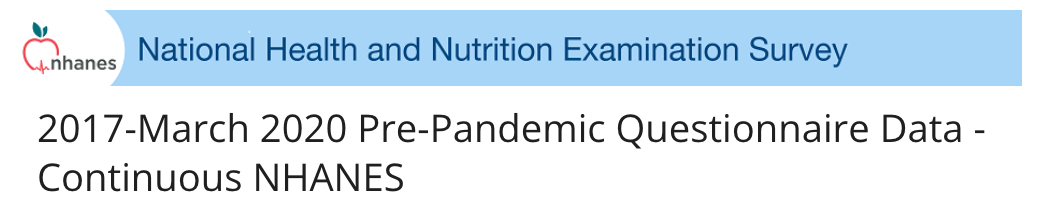 nhanes National Health and Nutrition Examination Survey
2017-March 2020 Pre-Pandemic Questionnaire Data -
Continuous NHANES